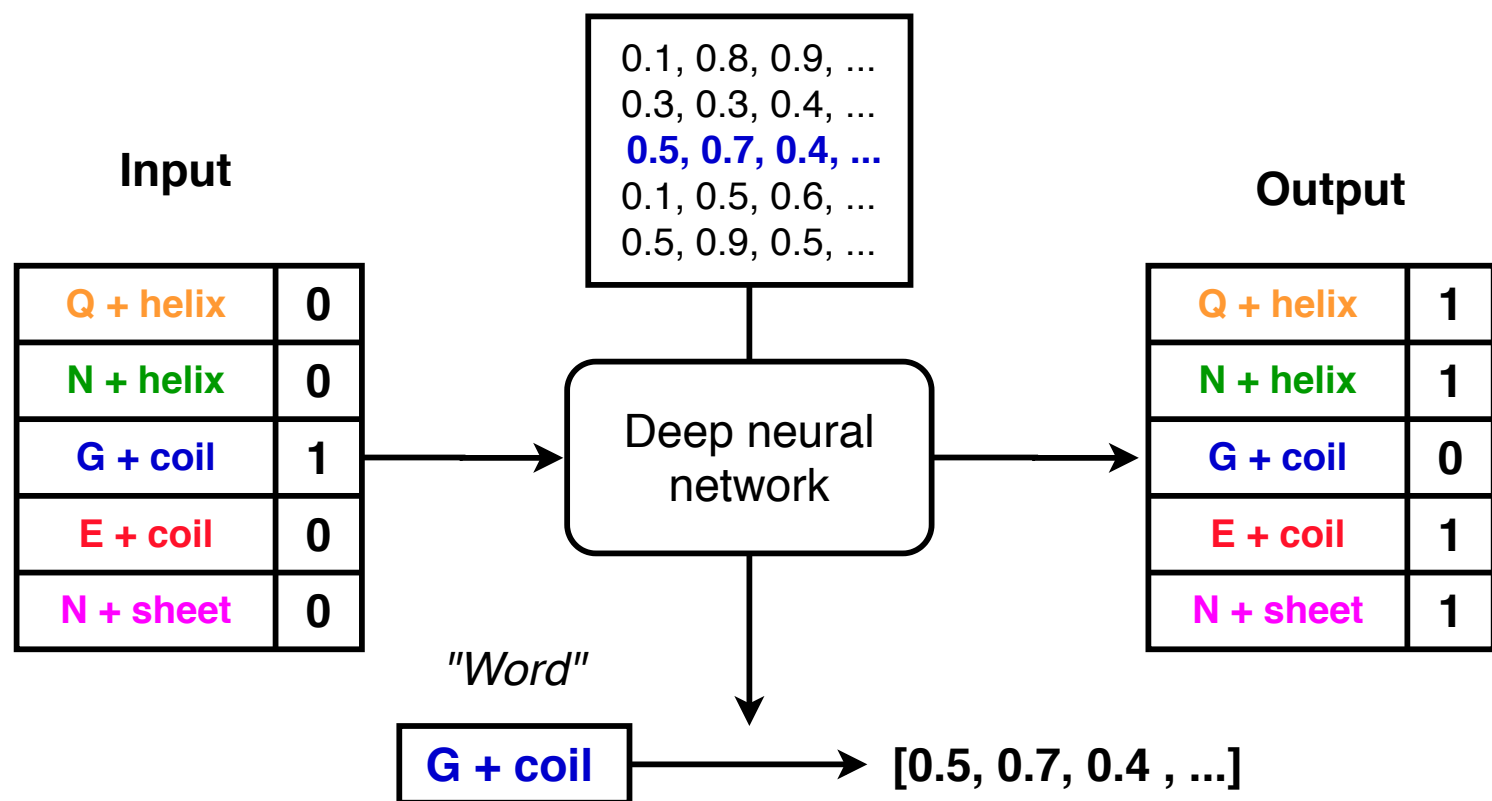 0.1, 0.8, 0.9, ...
0.3, 0.3, 0.4, ...
0.5, 0.7, 0.4, ...
0.1, 0.5, 0.6, ...
0.5, 0.9, 0.5, ...
Input
Q + helix 0
N + helix 0
G + coil 1
E + coil 0
N + sheet 0
Deep neural
network
Output
Q + helix 1
N + helix 1
G + coil 0
E + coil 1
N + sheet 1
"Word"
G + coil
[0.5, 0.7, 0.4 , ...]